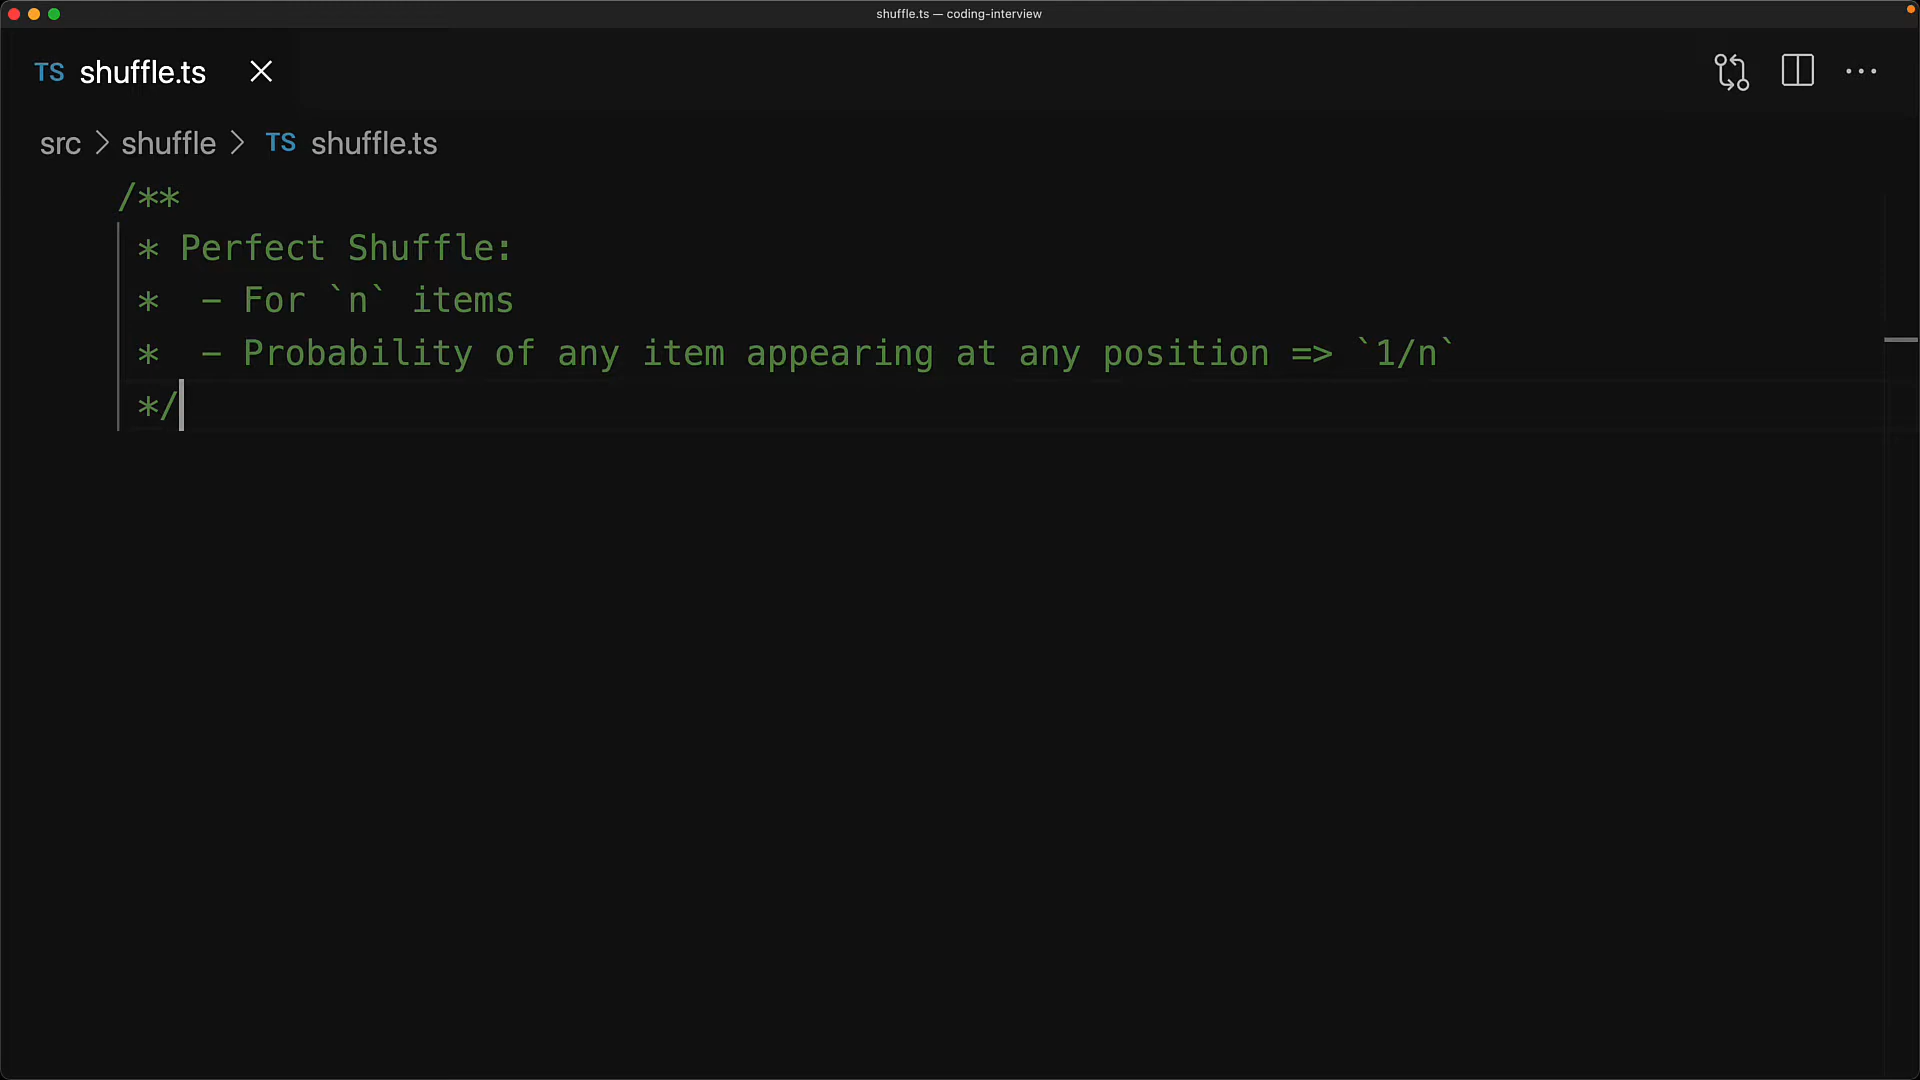 shuffle.ts — coding-interview
TS shuffle.ts
src > shuffle > TS shuffle.ts
/**
 * Perfect Shuffle:
 *  - For `n` items
 *  - Probability of any item appearing at any position => `1/n`
 */